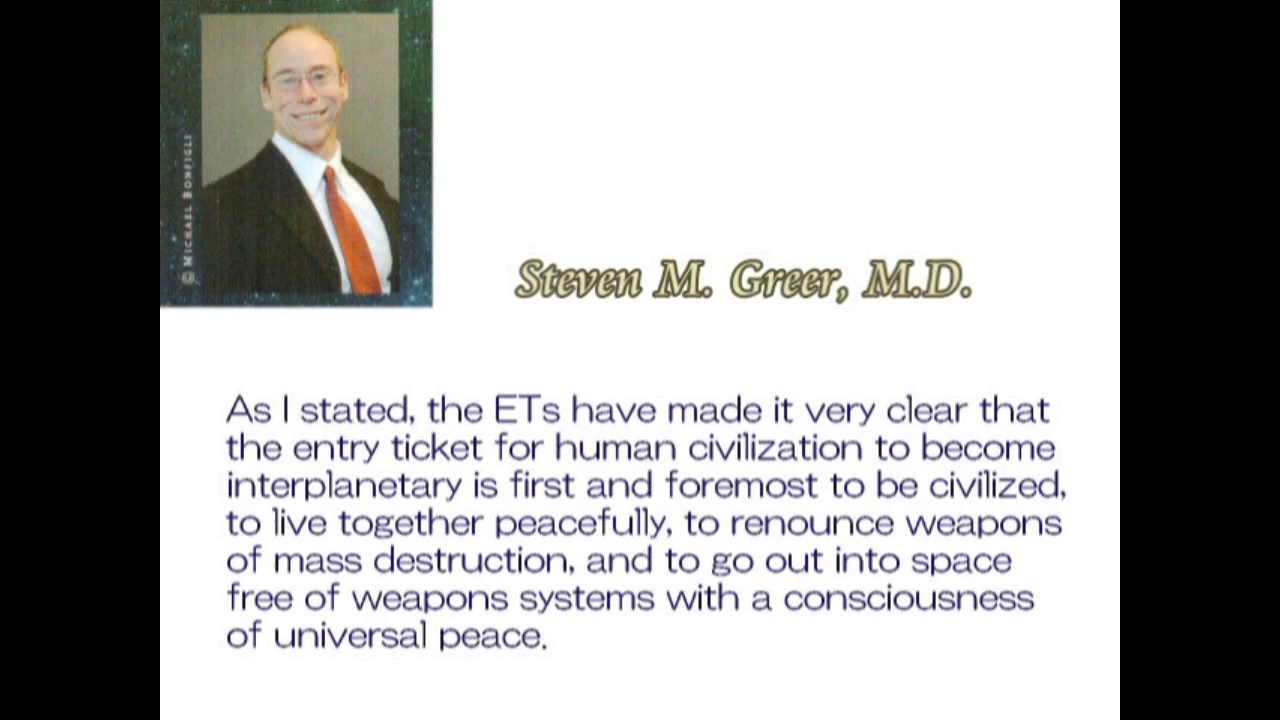 © Michael Bonfigli
Steven M. Greer, M.D.
As I stated, the ETs have made it very clear that
the entry ticket for human civilization to become
interplanetary is first and foremost to be civilized,
to live together peacefully, to renounce weapons
of mass destruction, and to go out into space
free of weapons systems with a consciousness
of universal peace.